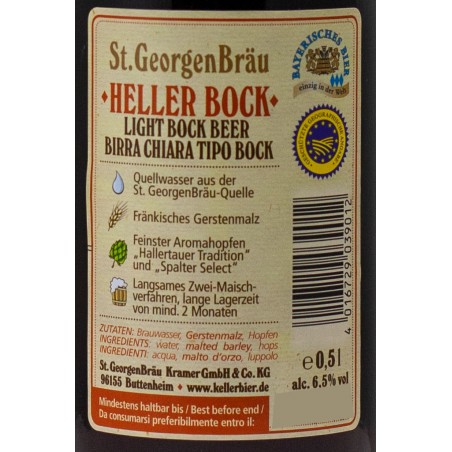 St. GeorgenBräu
HELLER BOCK
LIGHT BOCK BEER
BIRRA CHIARA TIPO BOCK
BAYERISCHES BIER
einzig in der Welt
Quellwasser aus der
St. GeorgenBräu-Quelle
Fränkisches Gerstenmalz
Feinster Aromahopfen
„Hallertauer Tradition"
und „Spalter Select"
Langsames Zwei-Maisch-
verfahren, lange Lagerzeit
von mind. 2 Monaten
4 016729 039012
ZUTATEN: Brauwasser, Gerstenmalz, Hopfen
INGREDIENTS: water, malted barley, hops
INGREDIENTI: acqua, malto d'orzo, luppolo
St. GeorgenBräu Kramer GmbH & Co. KG
96155 Buttenheim • www.kellerbier.de
e 0,5 l
alc. 6.5% vol
Mindestens haltbar bis / Best before end /
Da consumarsi preferibilmente entro il: